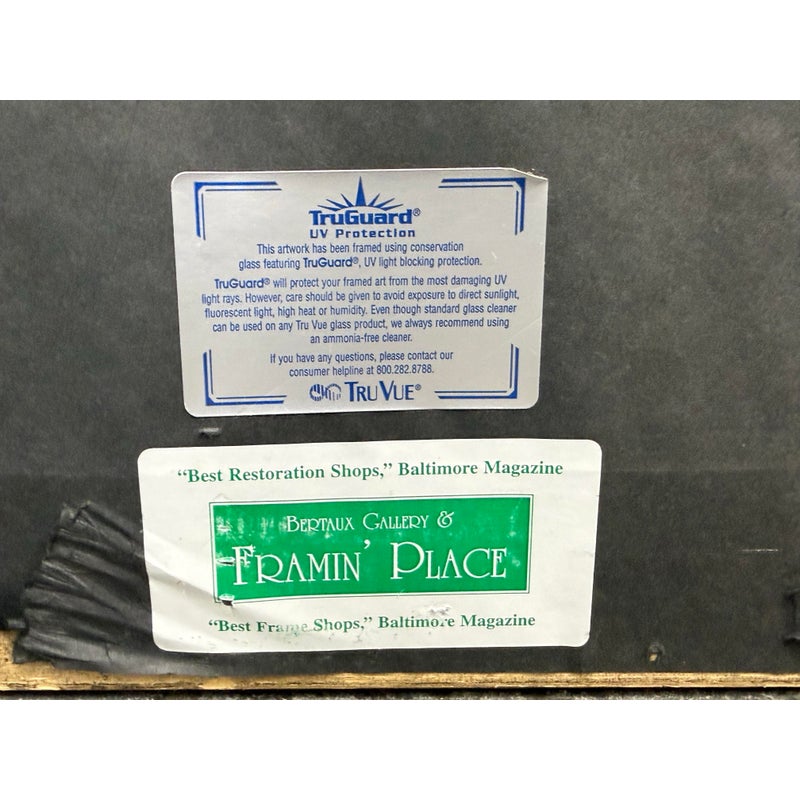 TruGuard®
UV Protection
This artwork has been framed using conservation
glass featuring TruGuard®, UV light blocking protection.
TruGuard® will protect your framed art from the most damaging UV
light rays. However, care should be given to avoid exposure to direct sunlight,
fluorescent light, high heat or humidity. Even though standard glass cleaner
can be used on any Tru Vue glass product, we always recommend using
an ammonia-free cleaner.
If you have any questions, please contact our
consumer helpline at 800.282.8788.
TRU VUE®
“Best Restoration Shops,” Baltimore Magazine
BERTAUX GALLERY &
FRAMIN’ PLACE
“Best Frame Shops,” Baltimore Magazine